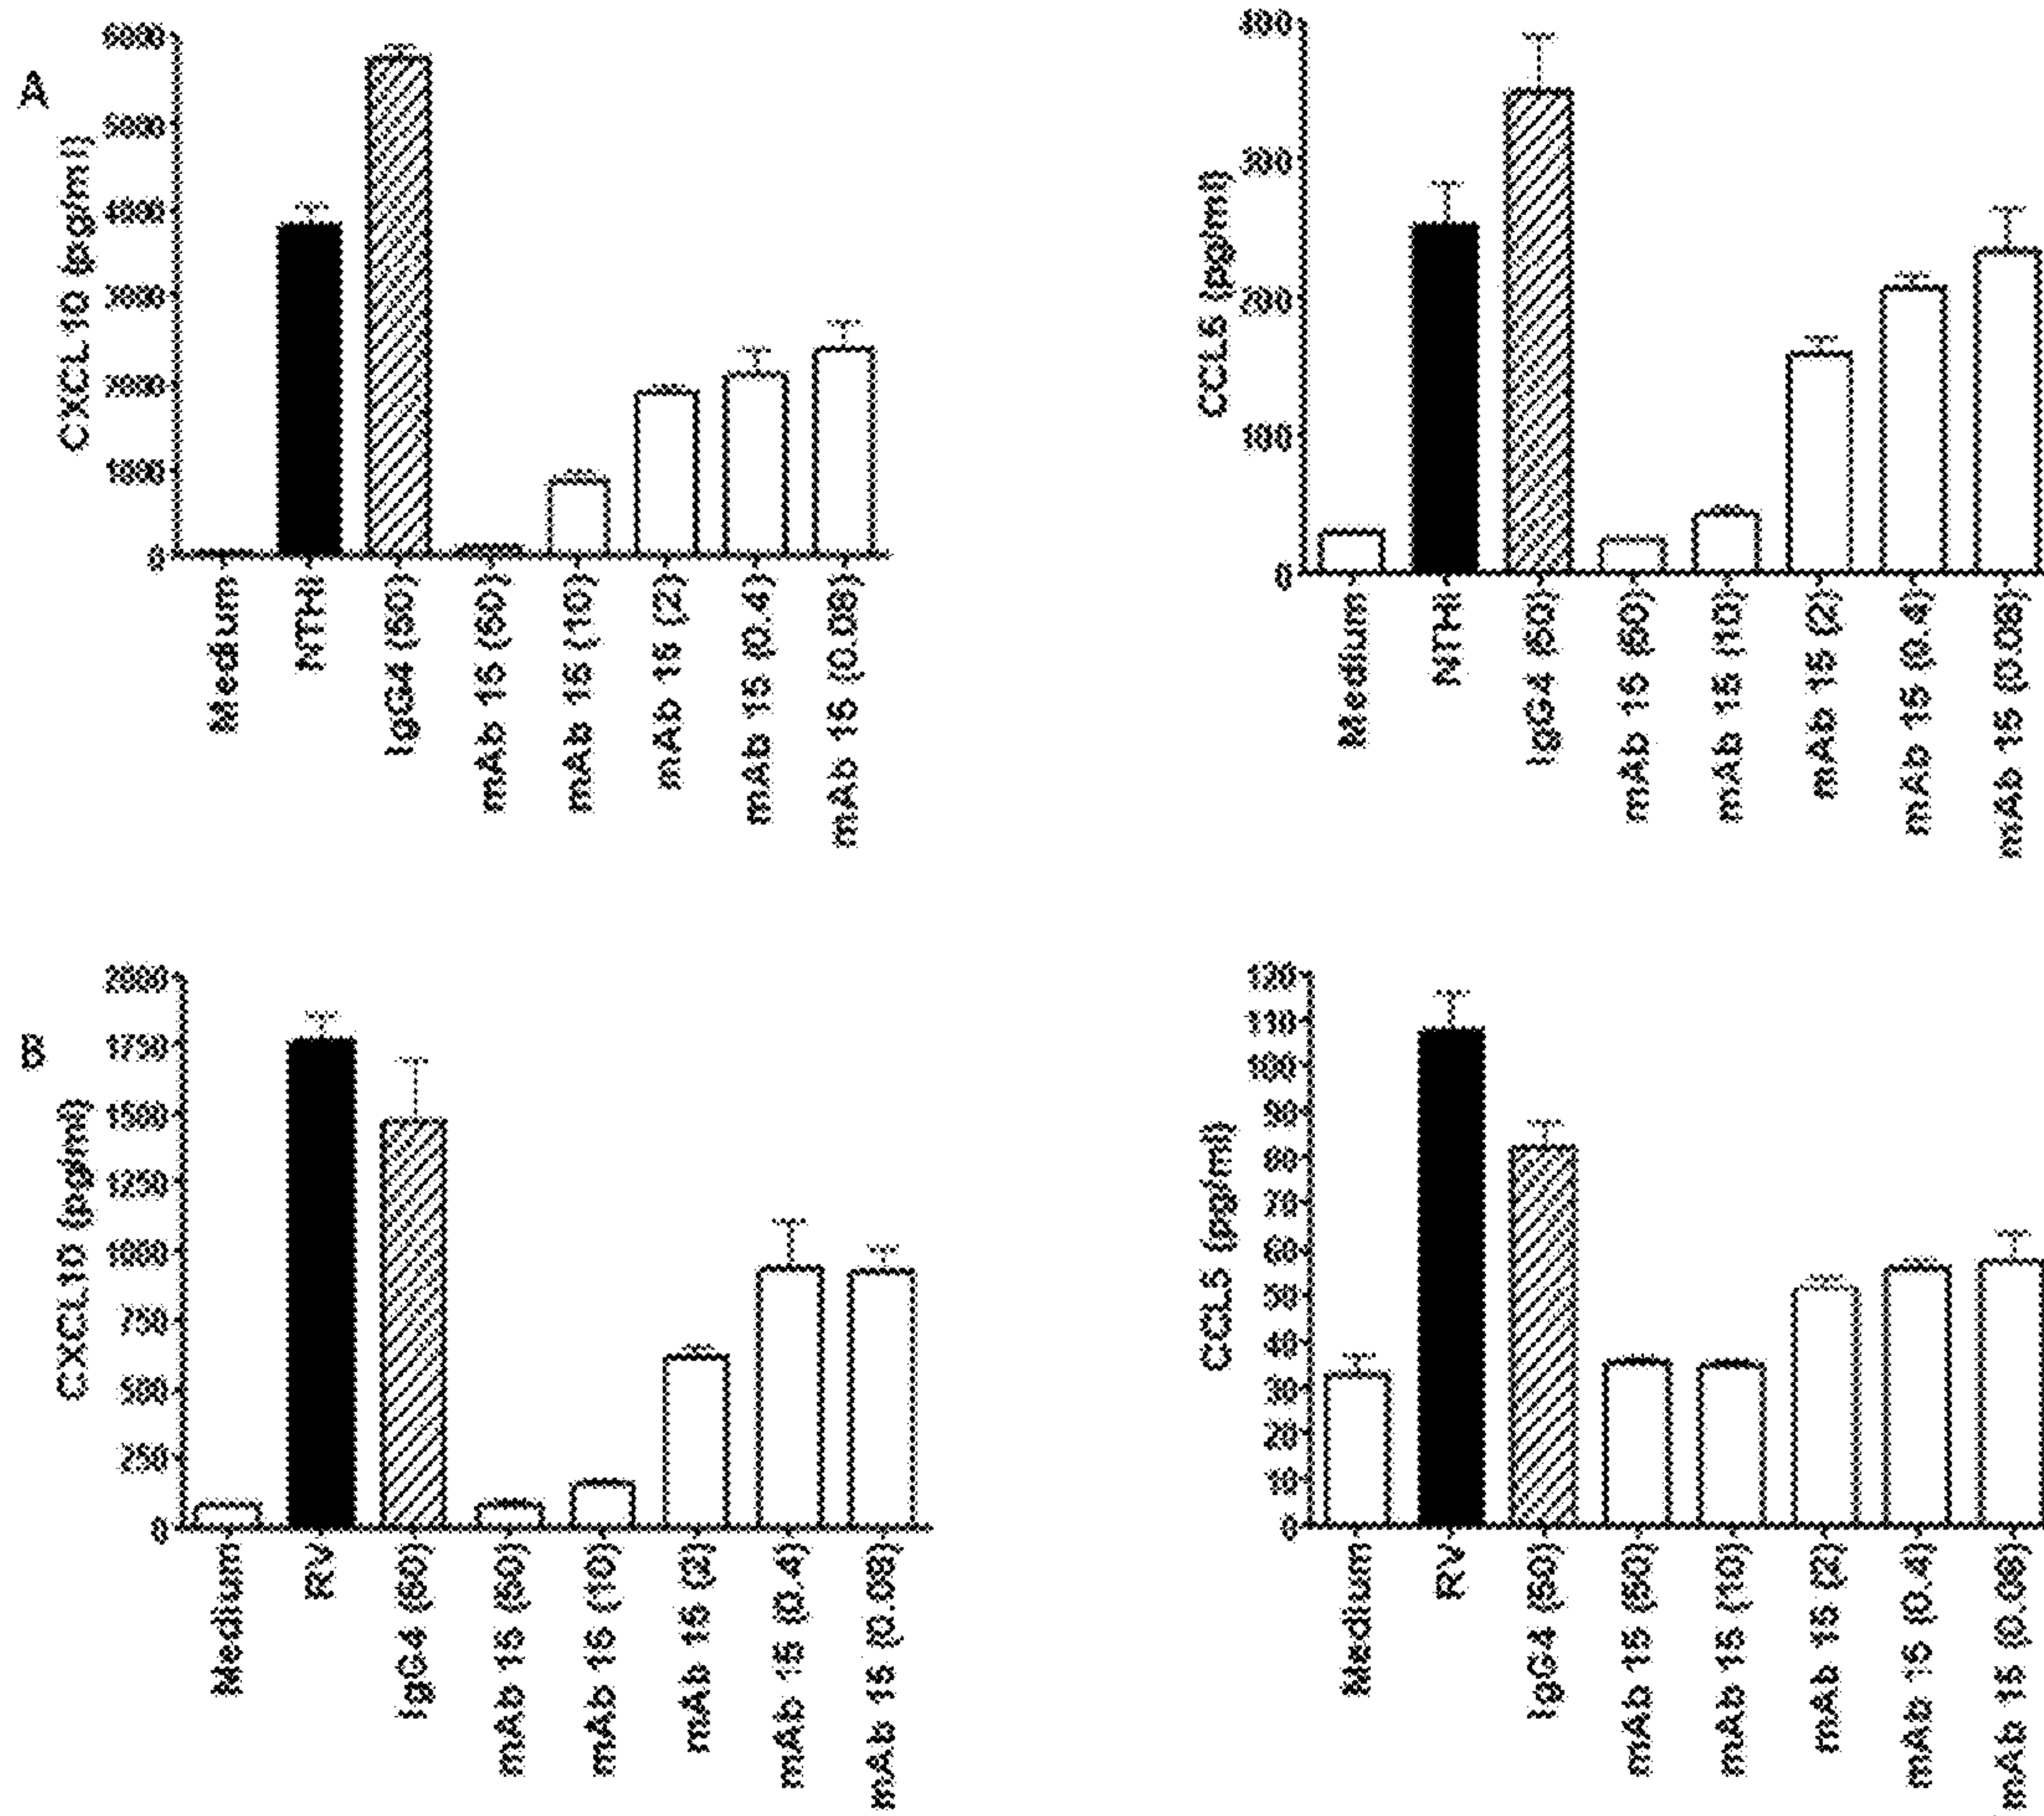 A
CXCL10 (pg/ml)
6000
5000
4000
3000
2000
1000
0
Medium
NTHi
IgG4 (50)
mAb 15 (50)
mAb 15 (10)
mAb 15 (2)
mAb 15 (0.4)
mAb 15 (0.08)
CCL5 (pg/ml)
300
200
100
0
Medium
NTHi
IgG4 (50)
mAb 15 (50)
mAb 15 (10)
mAb 15 (2)
mAb 15 (0.4)
mAb 15 (0.08)
B
CXCL10 (pg/ml)
2000
1750
1500
1250
1000
750
500
250
0
Medium
RV
IgG4 (50)
mAb 15 (50)
mAb 15 (10)
mAb 15 (2)
mAb 15 (0.4)
mAb 15 (0.08)
CCL5 (pg/ml)
120
110
100
90
80
70
60
50
40
30
20
10
0
Medium
RV
IgG4 (50)
mAb 15 (50)
mAb 15 (10)
mAb 15 (2)
mAb 15 (0.4)
mAb 15 (0.08)